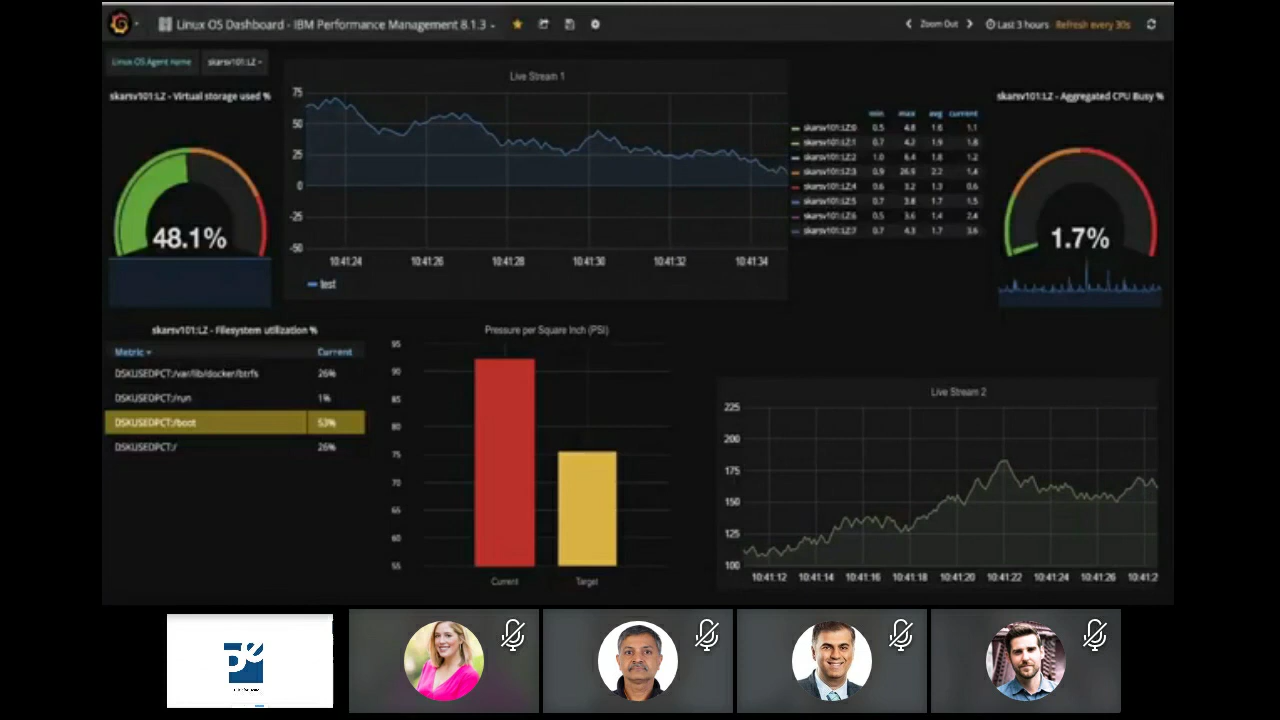 Linux OS Dashboard - IBM Performance Management 8.1.3
Zoom Out
Last 3 hours
Refresh every 30s
Linux OS Agent name
skarsv101:LZ
skarsv101:LZ - Virtual storage used %
48.1%
Live Stream 1
75
50
25
0
-25
-50
10:41:24 10:41:26 10:41:28 10:41:30 10:41:32 10:41:34
test
min max avg current
skarsv101:LZ:0 0.5 4.8 1.6 1.1
skarsv101:LZ:1 0.7 4.2 1.9 1.8
skarsv101:LZ:2 1.0 6.4 1.8 1.2
skarsv101:LZ:3 0.9 26.9 2.2 1.4
skarsv101:LZ:4 0.6 3.2 1.3 0.6
skarsv101:LZ:5 0.7 3.8 1.7 1.5
skarsv101:LZ:6 0.5 3.6 1.4 2.4
skarsv101:LZ:7 0.7 4.3 1.7 3.6
skarsv101:LZ - Aggregated CPU Busy %
1.7%
skarsv101:LZ - Filesystem utilization %
Metric Current
DSKUSEDPCT:/var/lib/docker/btrfs 26%
DSKUSEDPCT:/run 1%
DSKUSEDPCT:/boot 53%
DSKUSEDPCT:/ 26%
Pressure per Square Inch (PSI)
95
90
85
80
75
70
65
60
55
Current Target
Live Stream 2
225
200
175
150
125
100
10:41:12 10:41:14 10:41:16 10:41:18 10:41:20 10:41:22 10:41:24 10:41:26 10:41:2